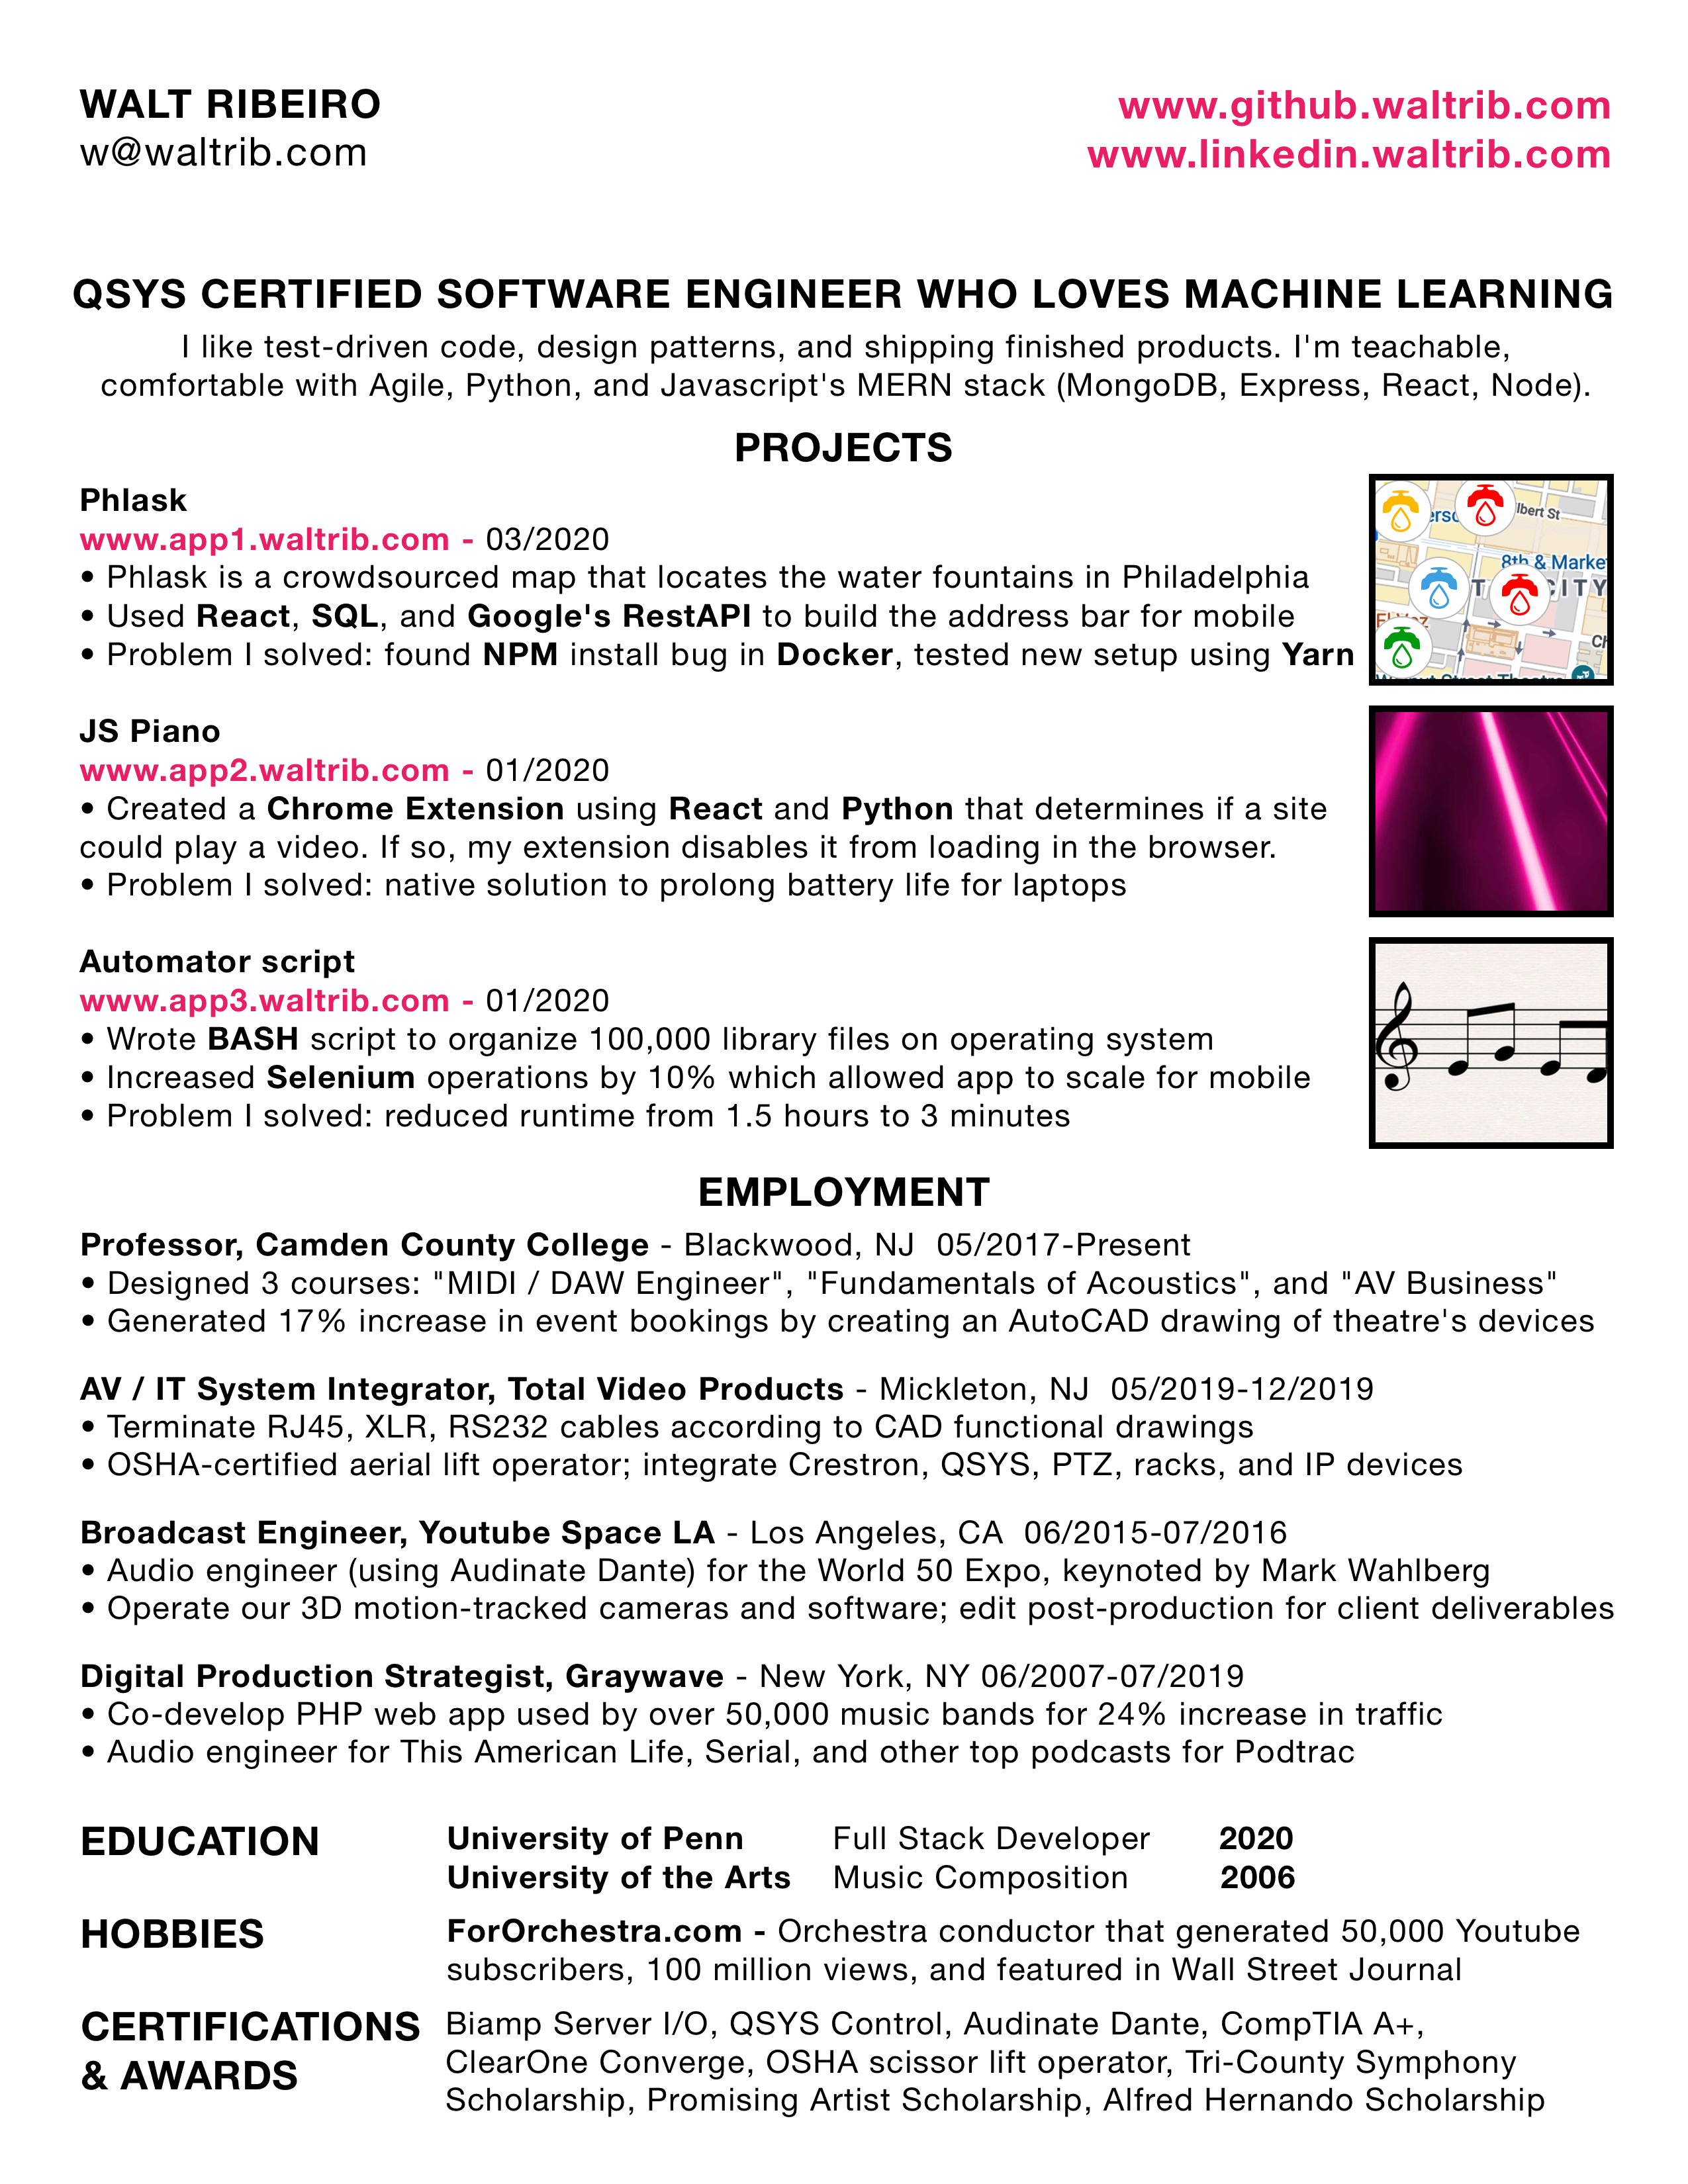 WALT RIBEIRO
w@waltrib.com
www.github.waltrib.com
www.linkedin.waltrib.com
QSYS CERTIFIED SOFTWARE ENGINEER WHO LOVES MACHINE LEARNING
I like test-driven code, design patterns, and shipping finished products. I'm teachable,
comfortable with Agile, Python, and Javascript's MERN stack (MongoDB, Express, React, Node).
PROJECTS
Phlask
www.app1.waltrib.com - 03/2020
• Phlask is a crowdsourced map that locates the water fountains in Philadelphia
• Used React, SQL, and Google's RestAPI to build the address bar for mobile
• Problem I solved: found NPM install bug in Docker, tested new setup using Yarn
lbert St
8th & Market
CITY
JS Piano
www.app2.waltrib.com - 01/2020
• Created a Chrome Extension using React and Python that determines if a site
could play a video. If so, my extension disables it from loading in the browser.
• Problem I solved: native solution to prolong battery life for laptops
Automator script
www.app3.waltrib.com - 01/2020
• Wrote BASH script to organize 100,000 library files on operating system
• Increased Selenium operations by 10% which allowed app to scale for mobile
• Problem I solved: reduced runtime from 1.5 hours to 3 minutes
EMPLOYMENT
Professor, Camden County College - Blackwood, NJ 05/2017-Present
• Designed 3 courses: "MIDI / DAW Engineer", "Fundamentals of Acoustics", and "AV Business"
• Generated 17% increase in event bookings by creating an AutoCAD drawing of theatre's devices
AV / IT System Integrator, Total Video Products - Mickleton, NJ 05/2019-12/2019
• Terminate RJ45, XLR, RS232 cables according to CAD functional drawings
• OSHA-certified aerial lift operator; integrate Crestron, QSYS, PTZ, racks, and IP devices
Broadcast Engineer, Youtube Space LA - Los Angeles, CA 06/2015-07/2016
• Audio engineer (using Audinate Dante) for the World 50 Expo, keynoted by Mark Wahlberg
• Operate our 3D motion-tracked cameras and software; edit post-production for client deliverables
Digital Production Strategist, Graywave - New York, NY 06/2007-07/2019
• Co-develop PHP web app used by over 50,000 music bands for 24% increase in traffic
• Audio engineer for This American Life, Serial, and other top podcasts for Podtrac
EDUCATION
University of Penn Full Stack Developer 2020
University of the Arts Music Composition 2006
HOBBIES
ForOrchestra.com - Orchestra conductor that generated 50,000 Youtube
subscribers, 100 million views, and featured in Wall Street Journal
CERTIFICATIONS
& AWARDS
Biamp Server I/O, QSYS Control, Audinate Dante, CompTIA A+,
ClearOne Converge, OSHA scissor lift operator, Tri-County Symphony
Scholarship, Promising Artist Scholarship, Alfred Hernando Scholarship